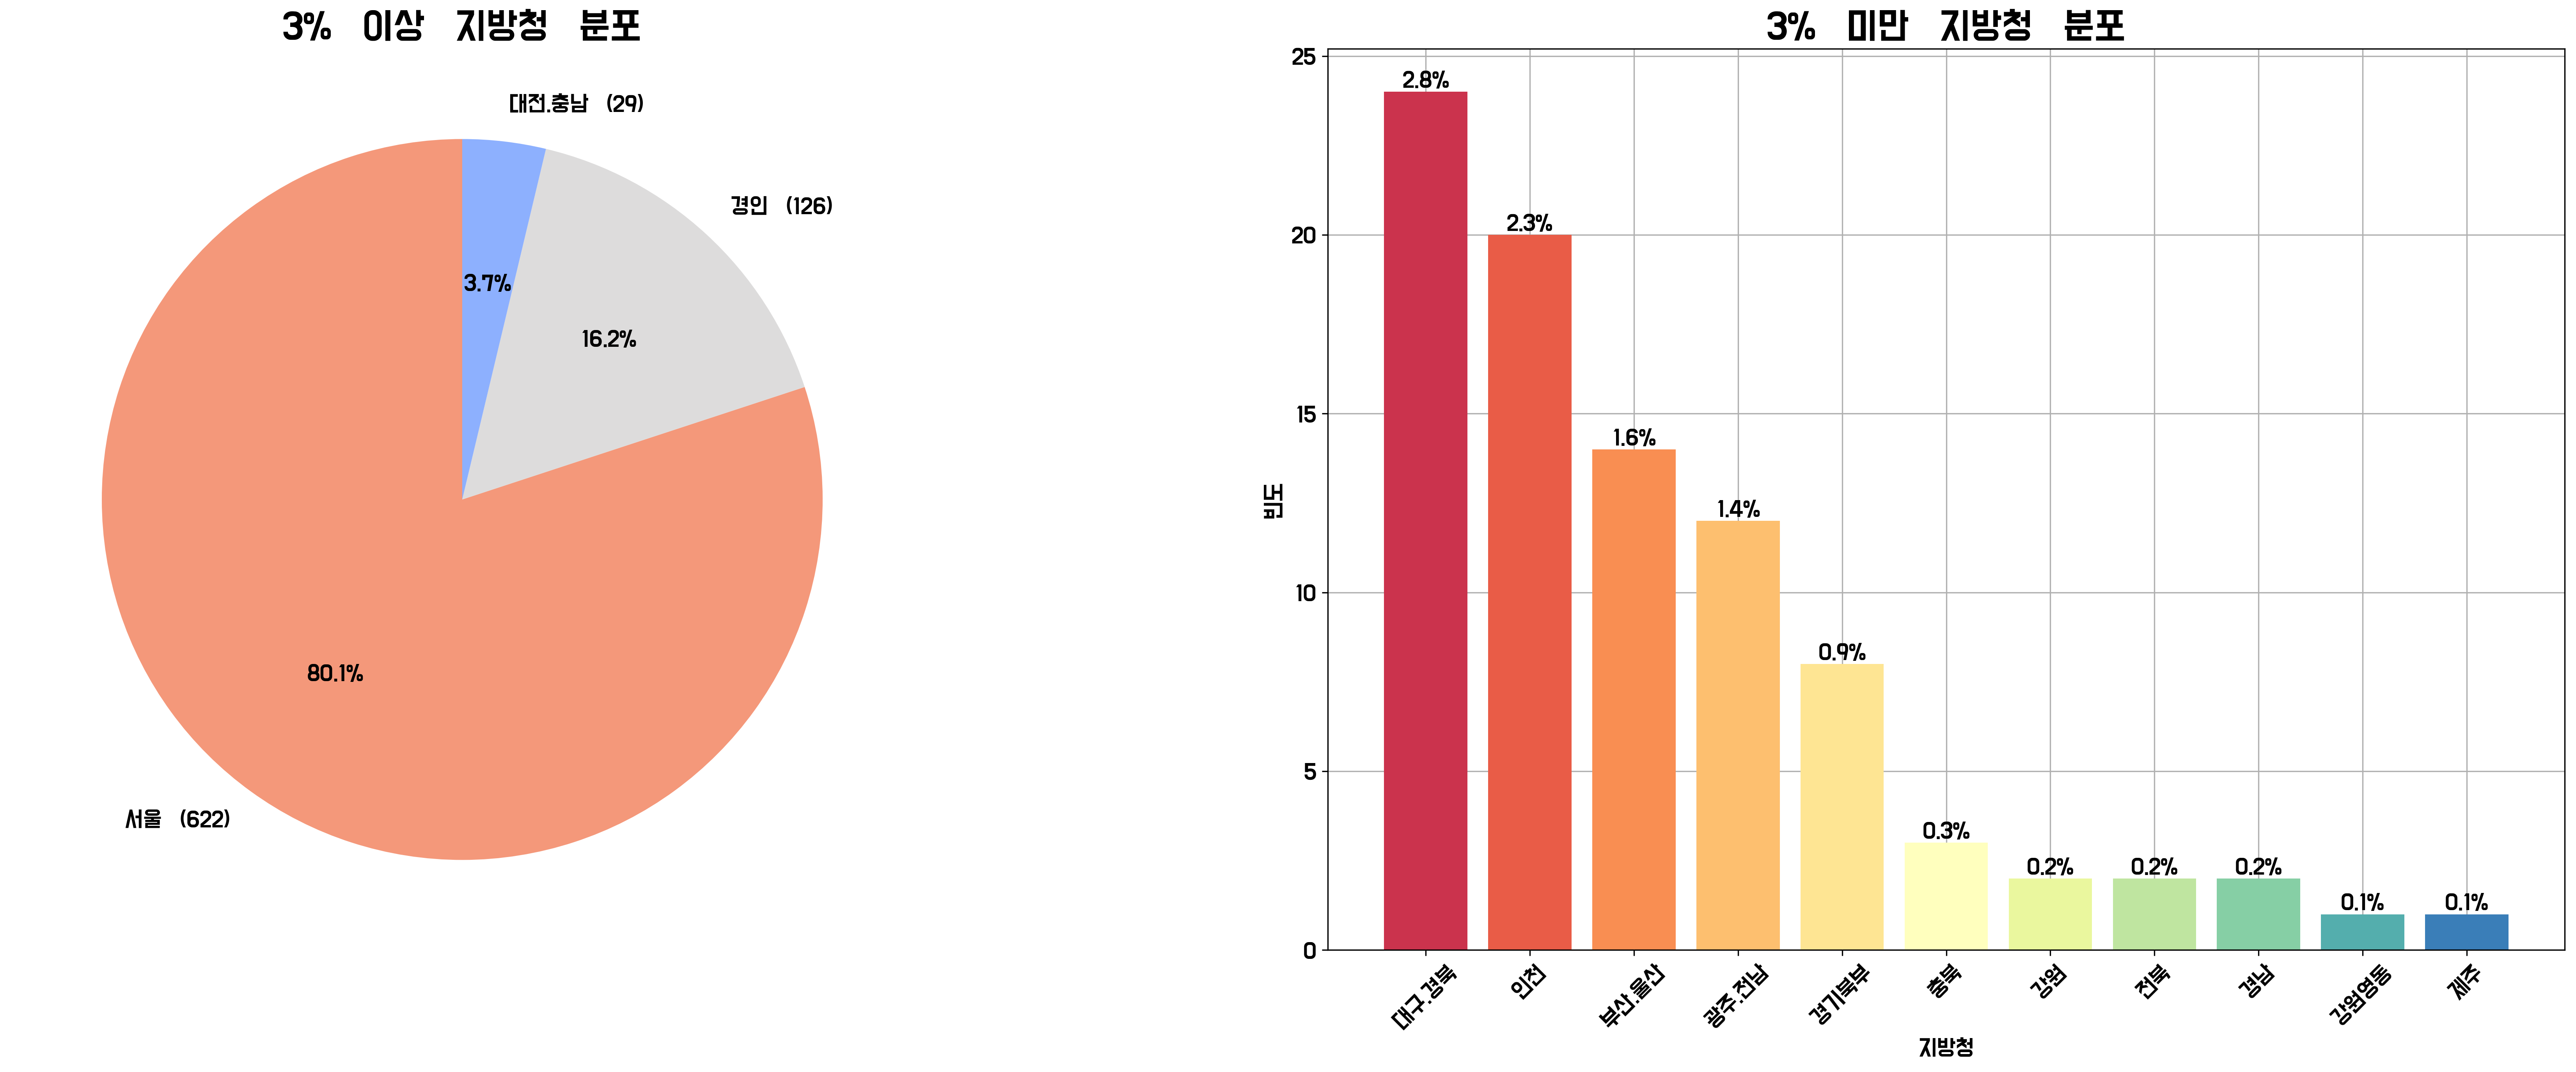 3% 이상 지방청 분포
대전.충남 (29)
경인 (126)
3.7%
16.2%
80.1%
서울 (622)
3% 미만 지방청 분포
25
20
15
10
5
0
빈도
2.8%
2.3%
1.6%
1.4%
0.9%
0.3%
0.2%
0.2%
0.2%
0.1%
0.1%
대구.경북
인천
부산.울산
광주.전남
경기북부
충북
강원
전북
경남
강원영동
제주
지방청